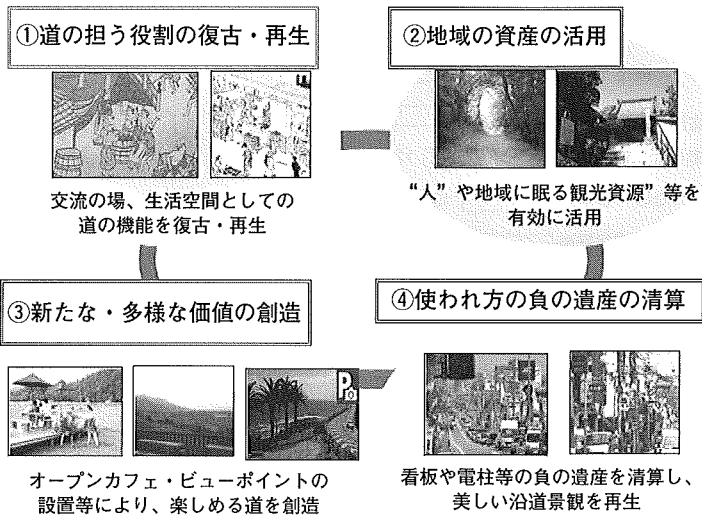 ①道の担う役割の復古・再生
交流の場、生活空間としての
道の機能を復古・再生
②地域の資産の活用
“人”や地域に眠る観光資源”等を
有効に活用
③新たな・多様な価値の創造
P
オープンカフェ・ビューポイントの
設置等により、楽しめる道を創造
④使われ方の負の遺産の清算
看板や電柱等の負の遺産を清算し、
美しい沿道景観を再生